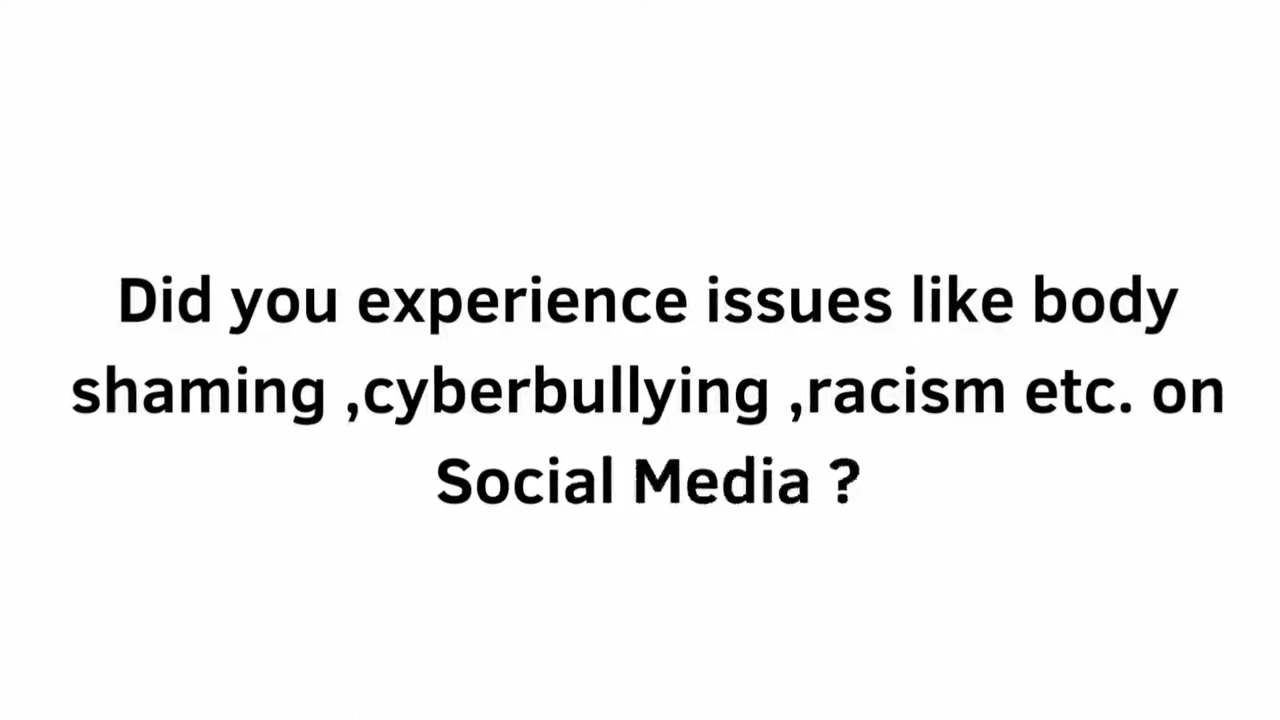 Did you experience issues like body
shaming ,cyberbullying ,racism etc. on
Social Media ?